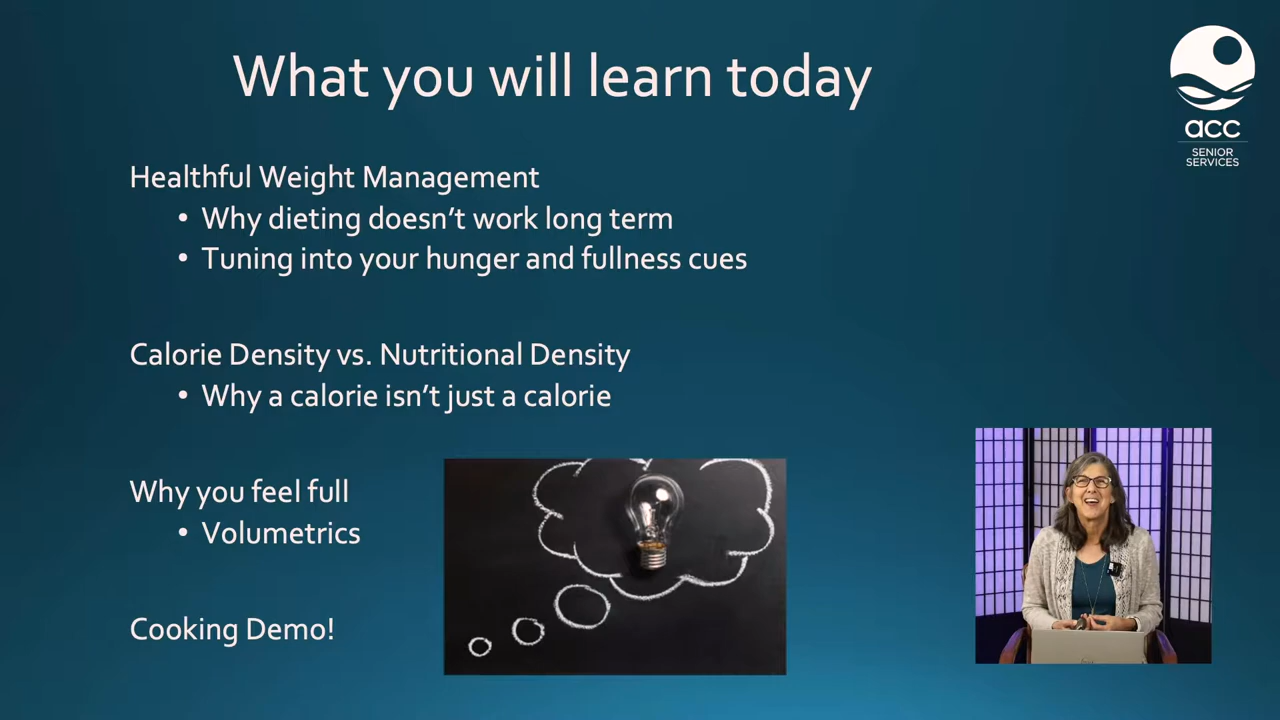 What you will learn today
acc
SENIOR
SERVICES
Healthful Weight Management
• Why dieting doesn't work long term
• Tuning into your hunger and fullness cues
Calorie Density vs. Nutritional Density
• Why a calorie isn't just a calorie
Why you feel full
• Volumetrics
Cooking Demo!